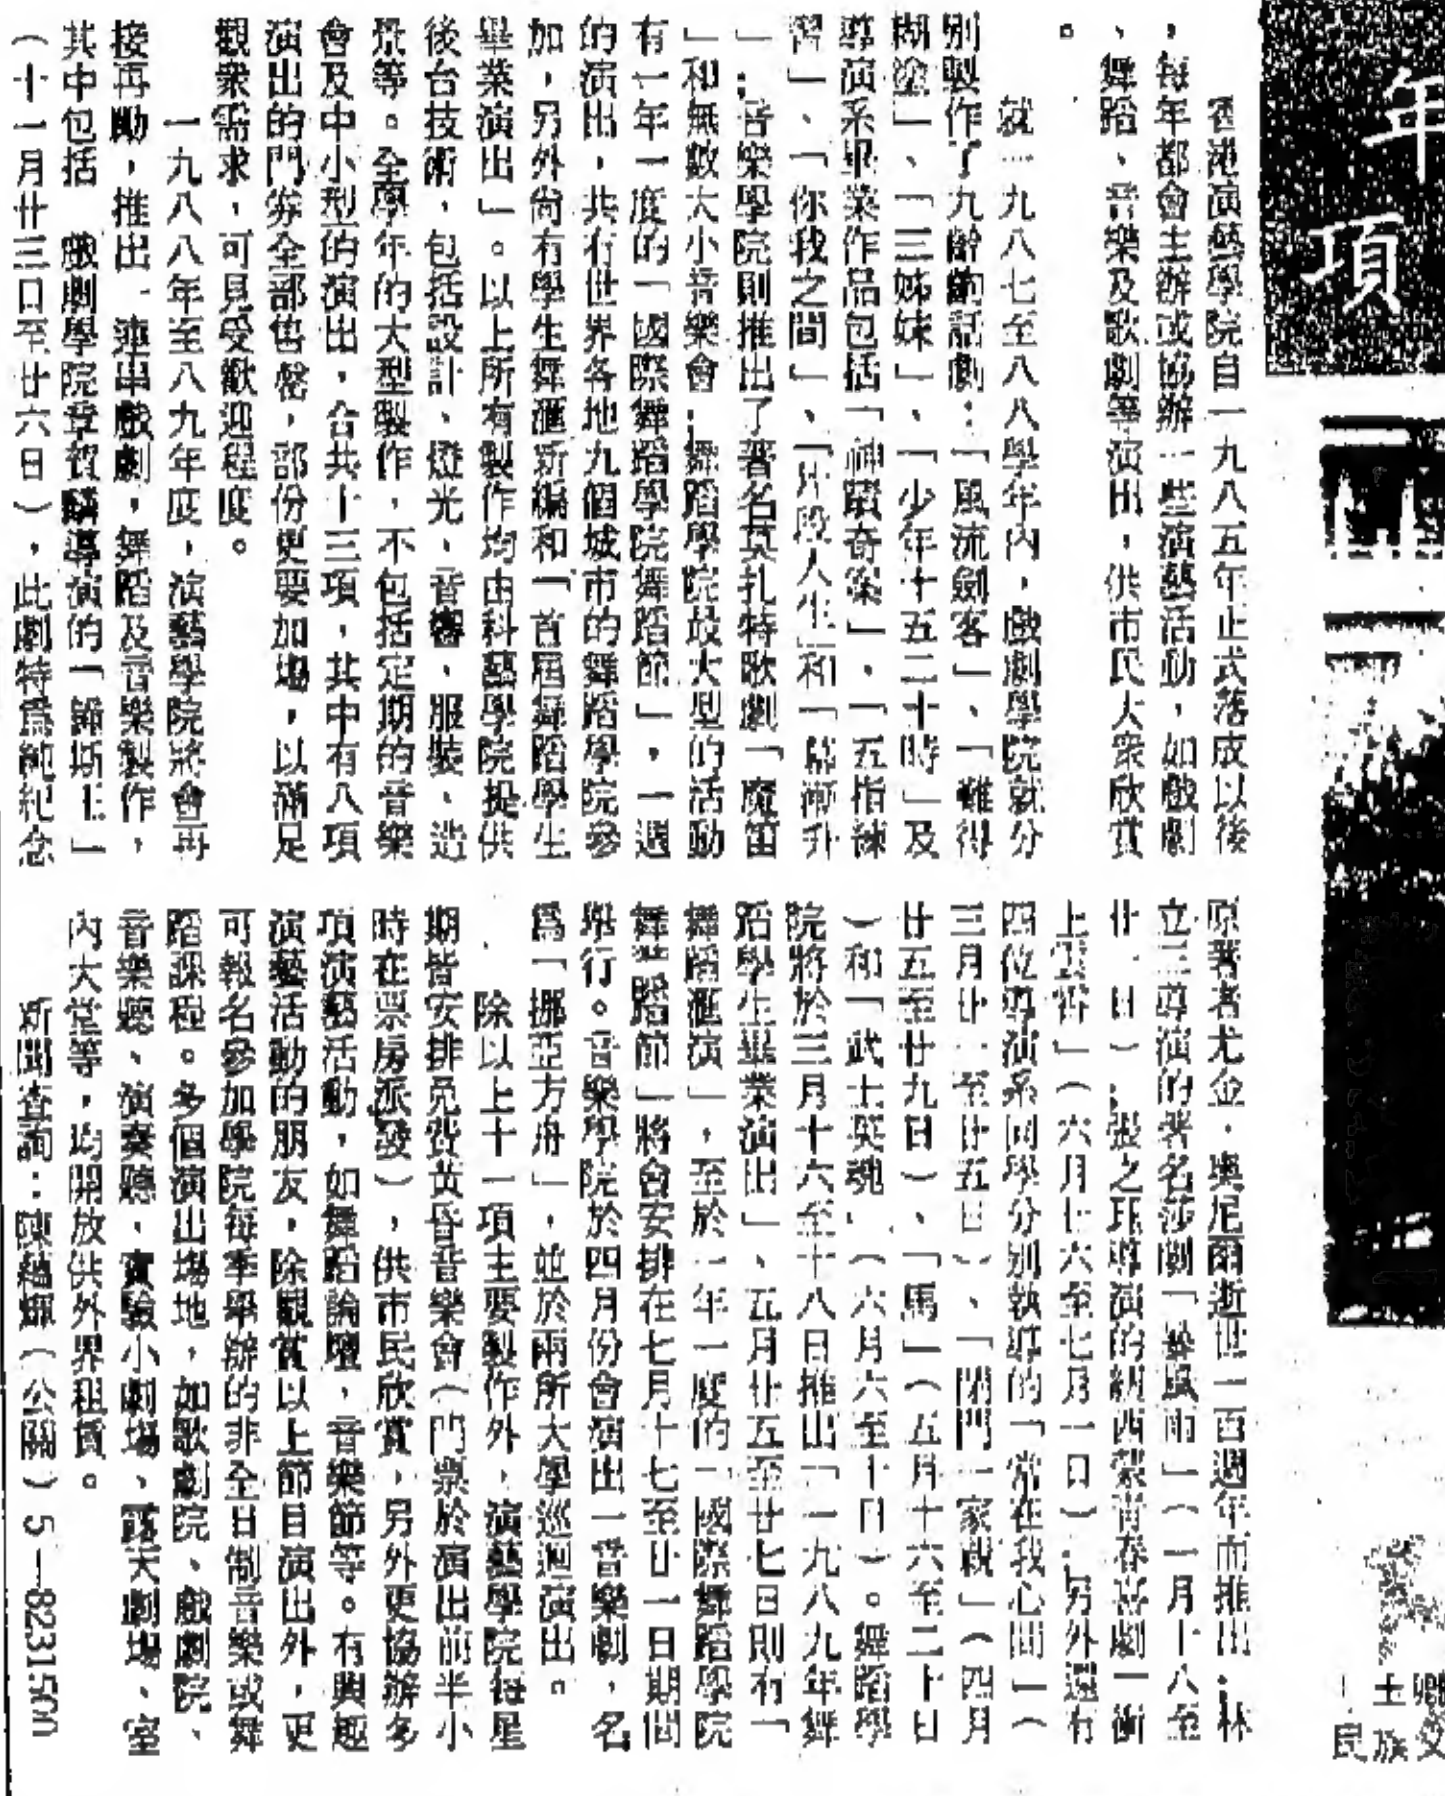 年
項
香港演藝學院自一九八五年正式落成以後
，每年都會主辦或協辦一些演藝活動，如戲劇
、舞蹈、音樂及歌劇等演出，供市民大衆欣賞
。
就一九八七至八八學年內，戲劇學院就分
別製作了九齣的話劇：「風流劍客」、「難得
糊塗」、「三姊妹」、「少年十五二十時」及
導演系畢業作品包括「神蹟奇案」，「五指練
習」、「你我之間」、「片段人生」和「幕漸升
」；音樂學院則推出了著名莫扎特歌劇「魔笛
」和無數大小音樂會；舞蹈學院最大型的活動
有一年一度的「國際舞蹈學院舞蹈節」，一週
的演出，共有世界各地九個城市的舞蹈學院參
加，另外尚有學生舞滙新編和「首屆舞蹈學生
畢業演出」。以上所有製作均由科藝學院提供
後台技術，包括設計、燈光，音響，服裝、造
景等。全學年的大型製作，不包括定期的音樂
會及中小型的演出，合共十三項，其中有八項
演出的門券全部售罄，部份更要加場，以滿足
觀衆需求，可見受歡迎程度。
一九八八年至八九年度，演藝學院將會再
接再勵，推出一連串戲劇，舞蹈及音樂製作，
其中包括　戲劇學院章賀麟導演的「鐘斯王」
（十一月廿三日至廿六日），此劇特爲紀念
原著者尤金．奧尼爾逝世一百週年而推出；林
立三導演的著名莎劇「暴風雨」（一月十八至
廿一日）；張之珏導演的納西蒙青春喜劇「衝
上雲霄」（六月廿六至七月一日）；另外還有
四位導演系同學分別執導的「常在我心間」（
三月廿一至廿五日）、「閉門一家親」（四月
廿五至廿九日）、「馬」（五月十六至二十日
）和「武士英魂」（六月六至十日）。舞蹈學
院將於三月十六至十八日推出「一九八九年舞
蹈學生畢業演出」、五月廿五至廿七日則有「
舞蹈滙演」，至於一年一度的「國際舞蹈學院
舞蹈節」將會安排在七月十七至廿一日期間
舉行。音樂學院於四月份會演出一音樂劇，名
爲「挪亞方舟」，並於兩所大學巡迴演出。
除以上十一項主要製作外，演藝學院每星
期皆安排免費黃昏音樂會（門票於演出前半小
時在票房派發），供市民欣賞，另外更協辦多
項演藝活動，如舞蹈論壇，音樂節等。有興趣
演藝活動的朋友，除觀賞以上節目演出外，更
可報名參加學院每季舉辦的非全日制音樂或舞
蹈課程。多個演出場地，如歌劇院、戲劇院、
音樂廳、演奏廳，實驗小劇場、露天劇場、室
內大堂等，均開放供外界租賃。
新聞查詢：陳蘊輝（公關）5—8231500
土
民族